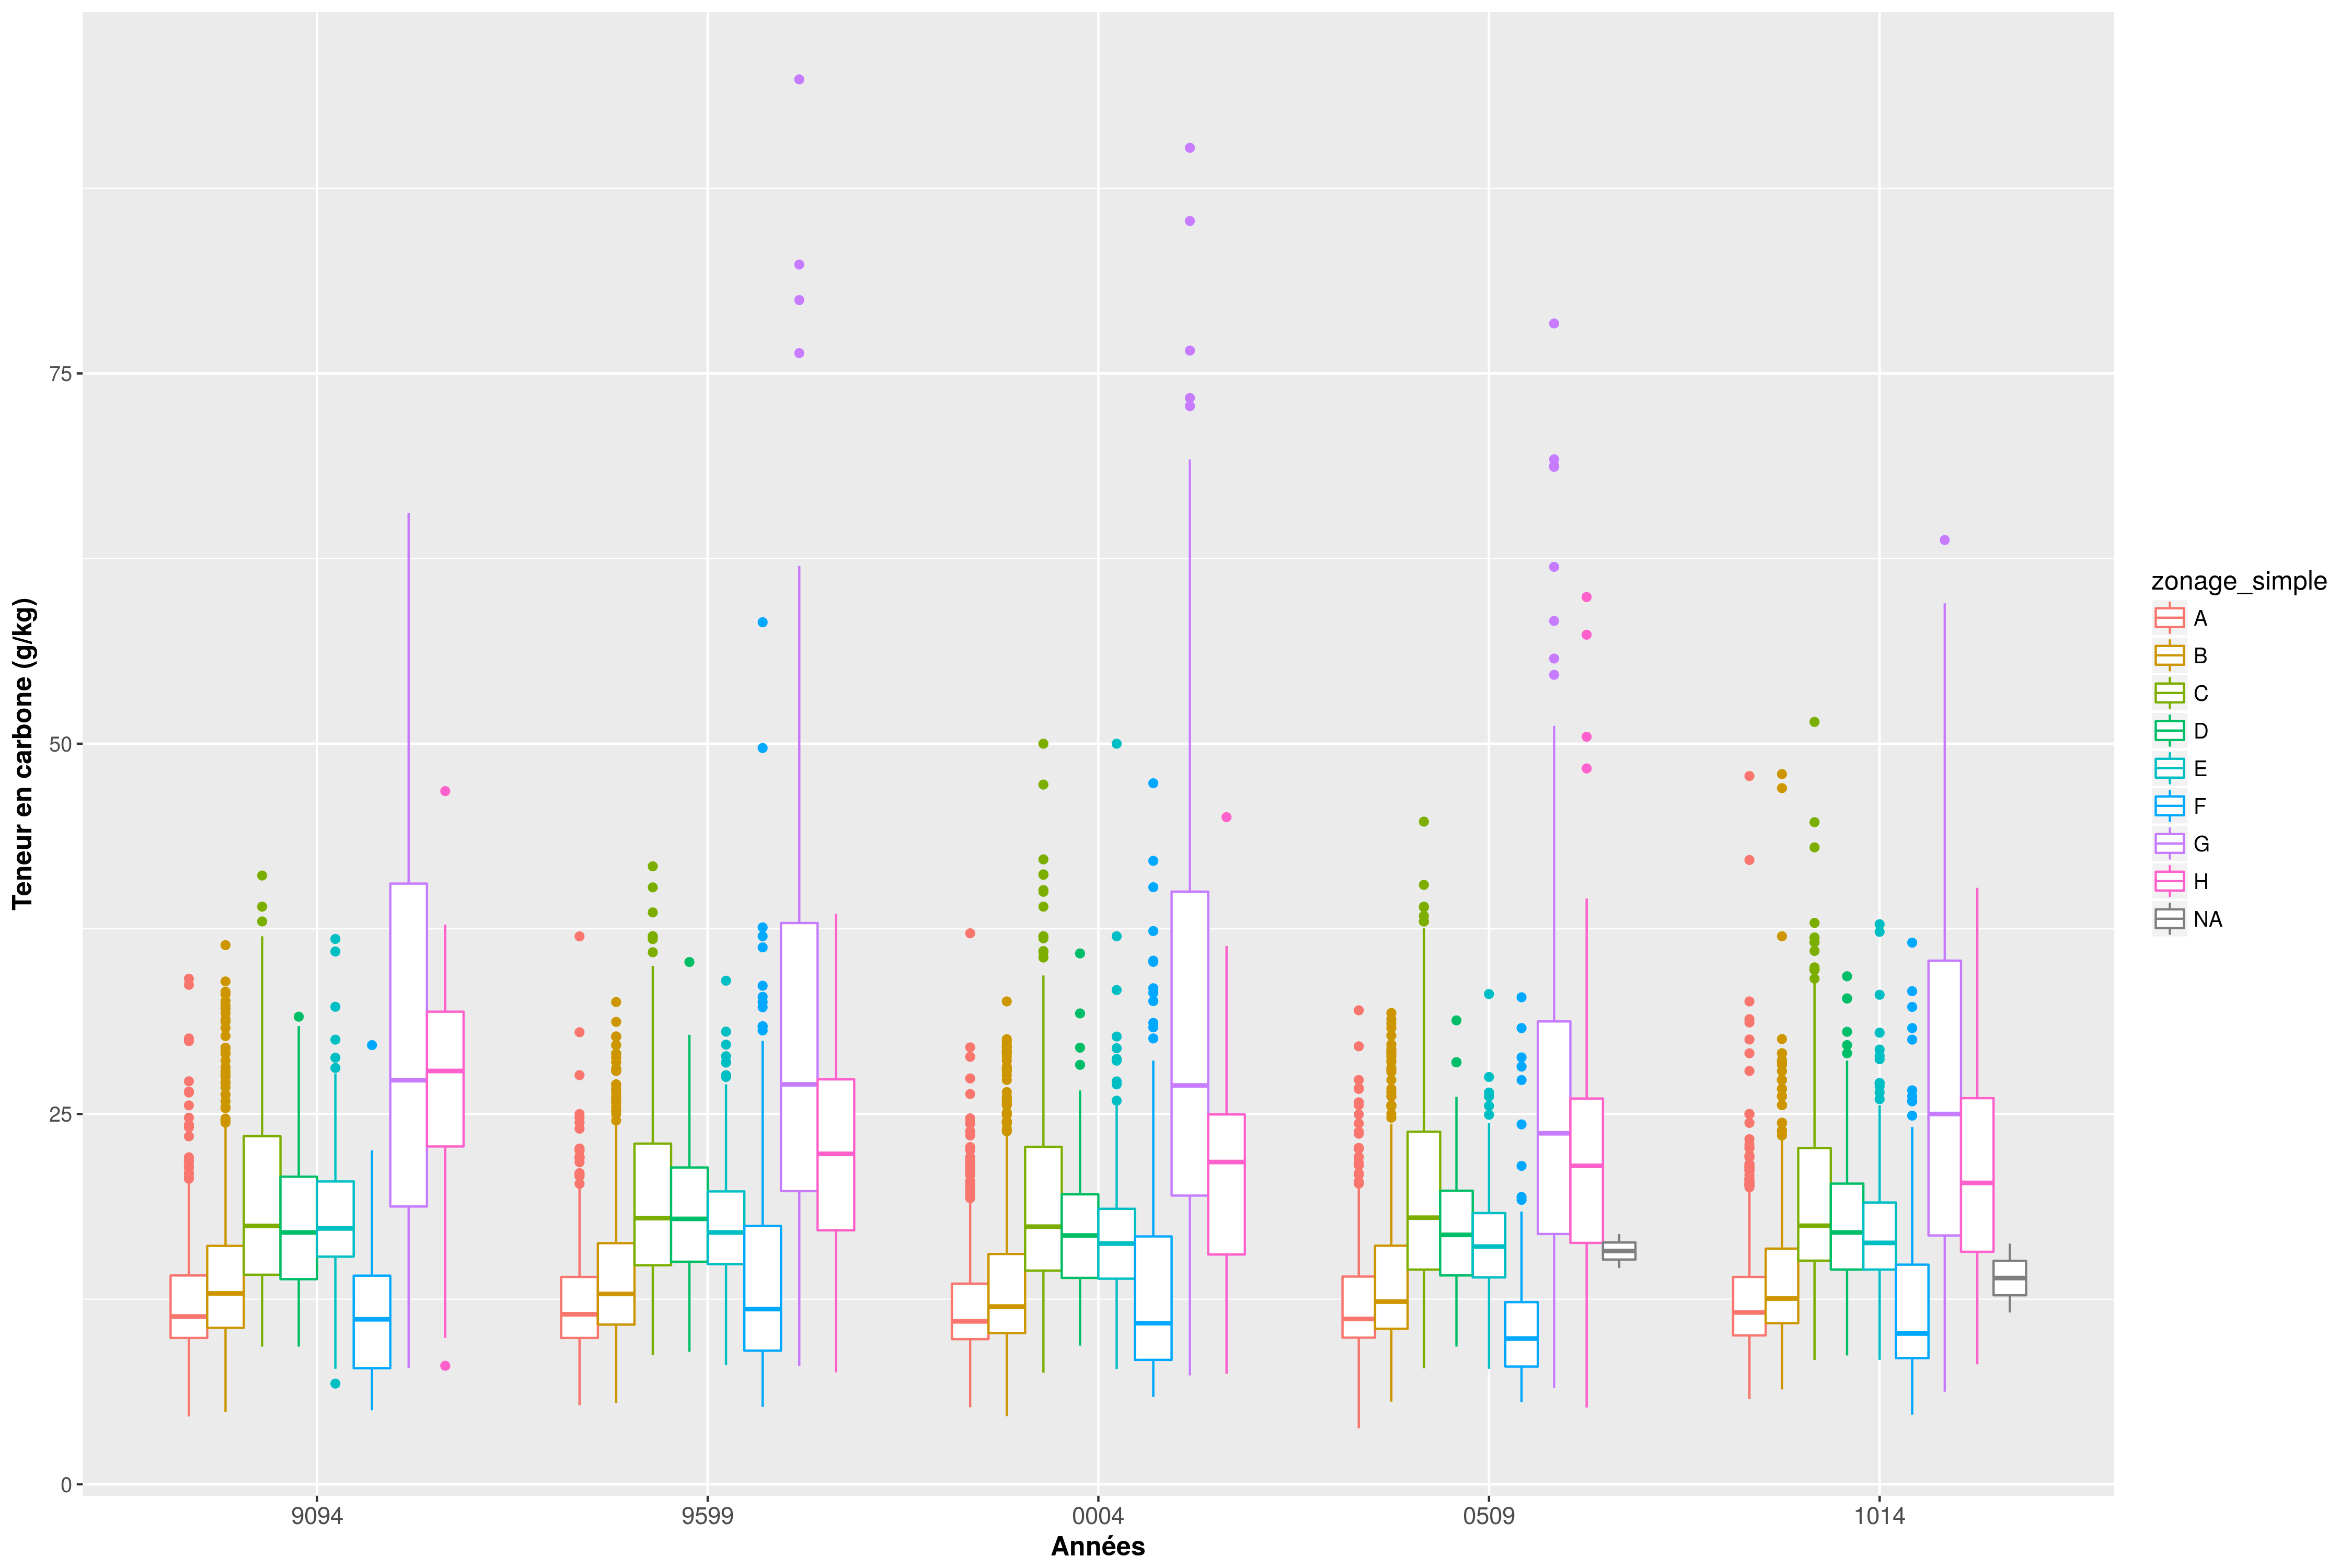 Teneur en carbone (g/kg)
75
50
25
0
9094 9599 0004 0509 1014
Années
zonage_simple
A
B
C
D
E
F
G
H
NA